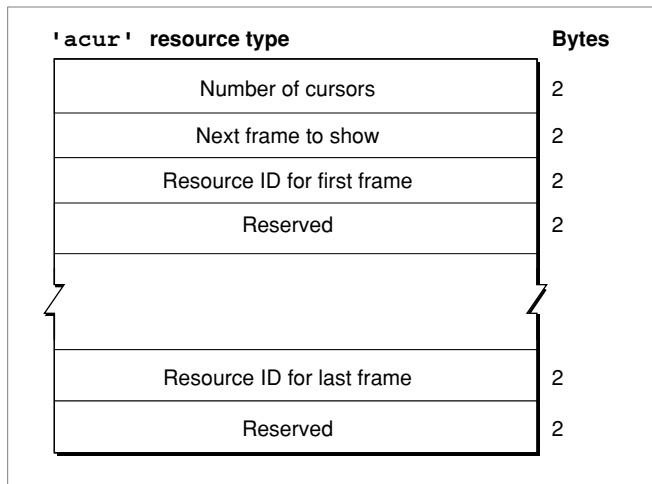 'acur' resource type Bytes
Number of cursors 2
Next frame to show 2
Resource ID for first frame 2
Reserved 2
Resource ID for last frame 2
Reserved 2